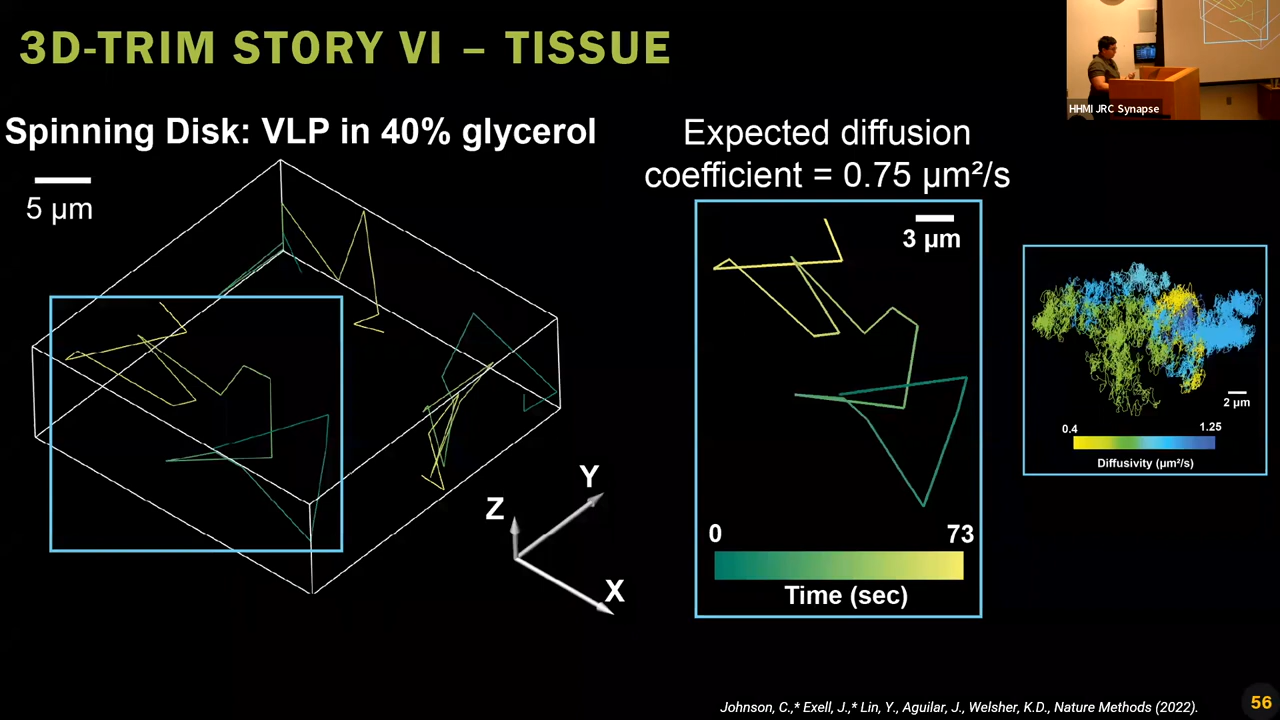 3D-TRIM STORY VI – TISSUE
HHMI JRC Synapse
Spinning Disk: VLP in 40% glycerol
5 µm
Expected diffusion
coefficient = 0.75 µm²/s
3 µm
2 µm
0.4
1.25
Diffusivity (µm²/s)
Z
Y
X
0
73
Time (sec)
Johnson, C.,* Exell, J.,* Lin, Y., Aguilar, J., Welsher, K.D., Nature Methods (2022).
56